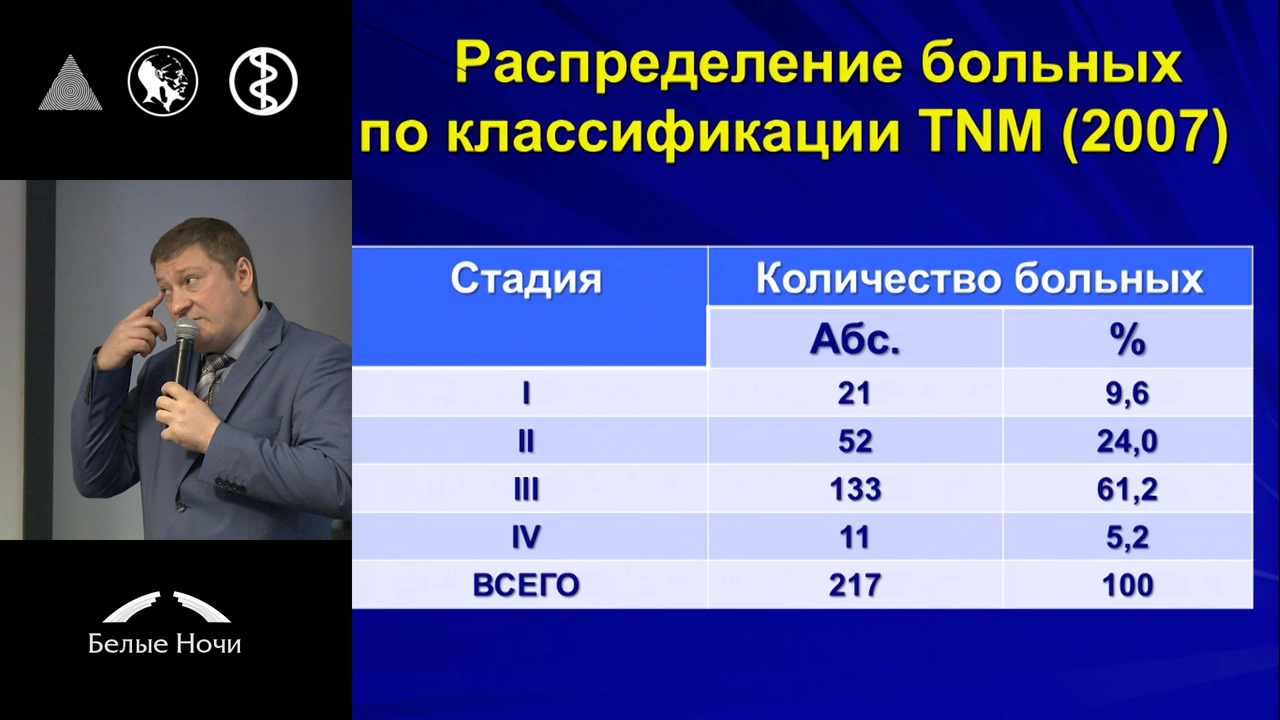 Распределение больных
по классификации TNM (2007)
Стадия Количество больных
Абс. %
I 21 9,6
II 52 24,0
III 133 61,2
IV 11 5,2
ВСЕГО 217 100
Белые Ночи